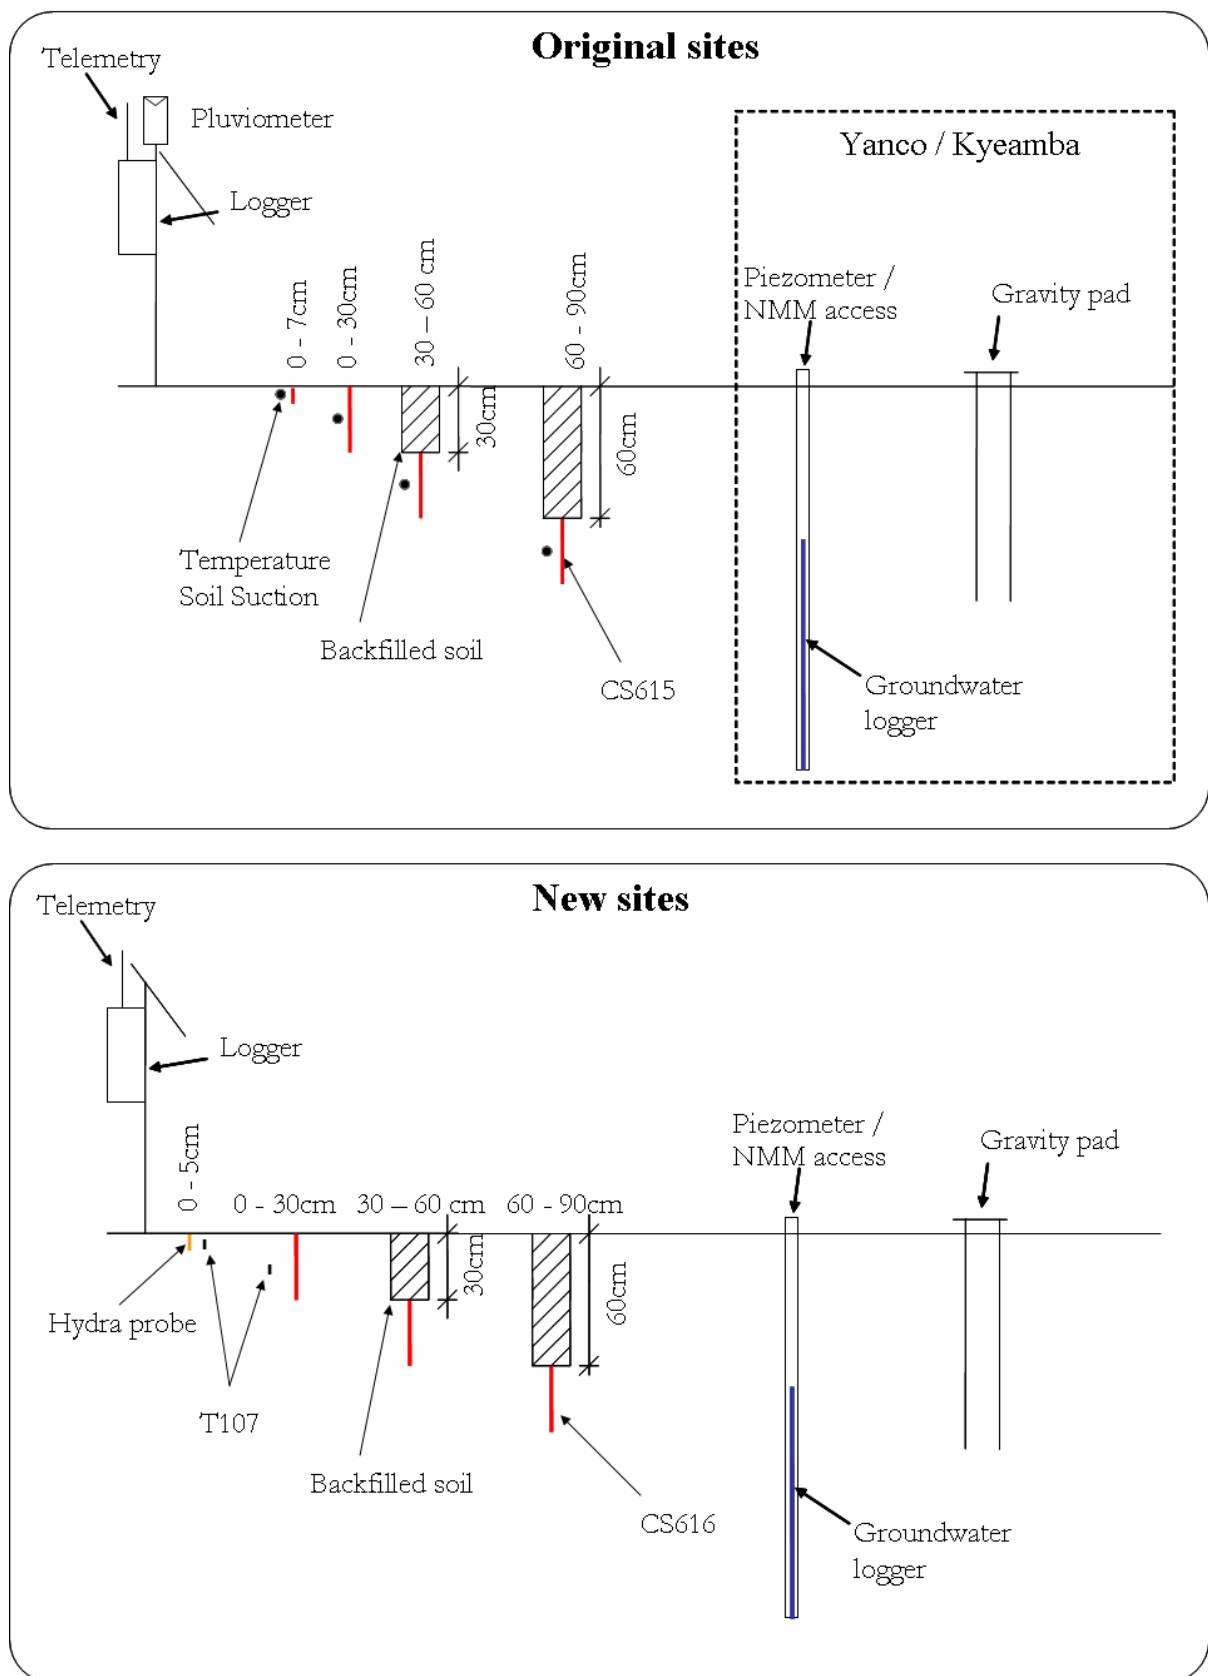 Original sites
Telemetry
Pluviometer
Yanco / Kyeamba
Logger
0 - 7cm
0 - 30cm
30 – 60 cm
60 - 90cm
Piezometer /
NMM access
Gravity pad
30cm
60cm
Temperature
Soil Suction
Backfilled soil
CS615
Groundwater
logger
New sites
Telemetry
Logger
0 - 5cm
0 - 30cm
30 – 60 cm
60 - 90cm
Piezometer /
NMM access
Gravity pad
30cm
60cm
Hydra probe
T107
Backfilled soil
CS616
Groundwater
logger